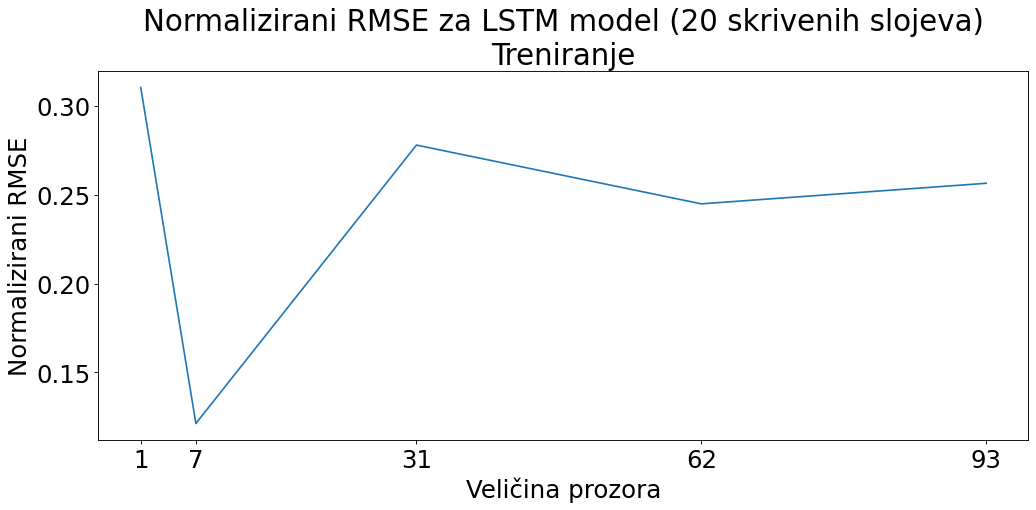 Normalizirani RMSE za LSTM model (20 skrivenih slojeva)
Treniranje
Normalizirani RMSE
0.30
0.25
0.20
0.15
1 7 31 62 93
Veličina prozora